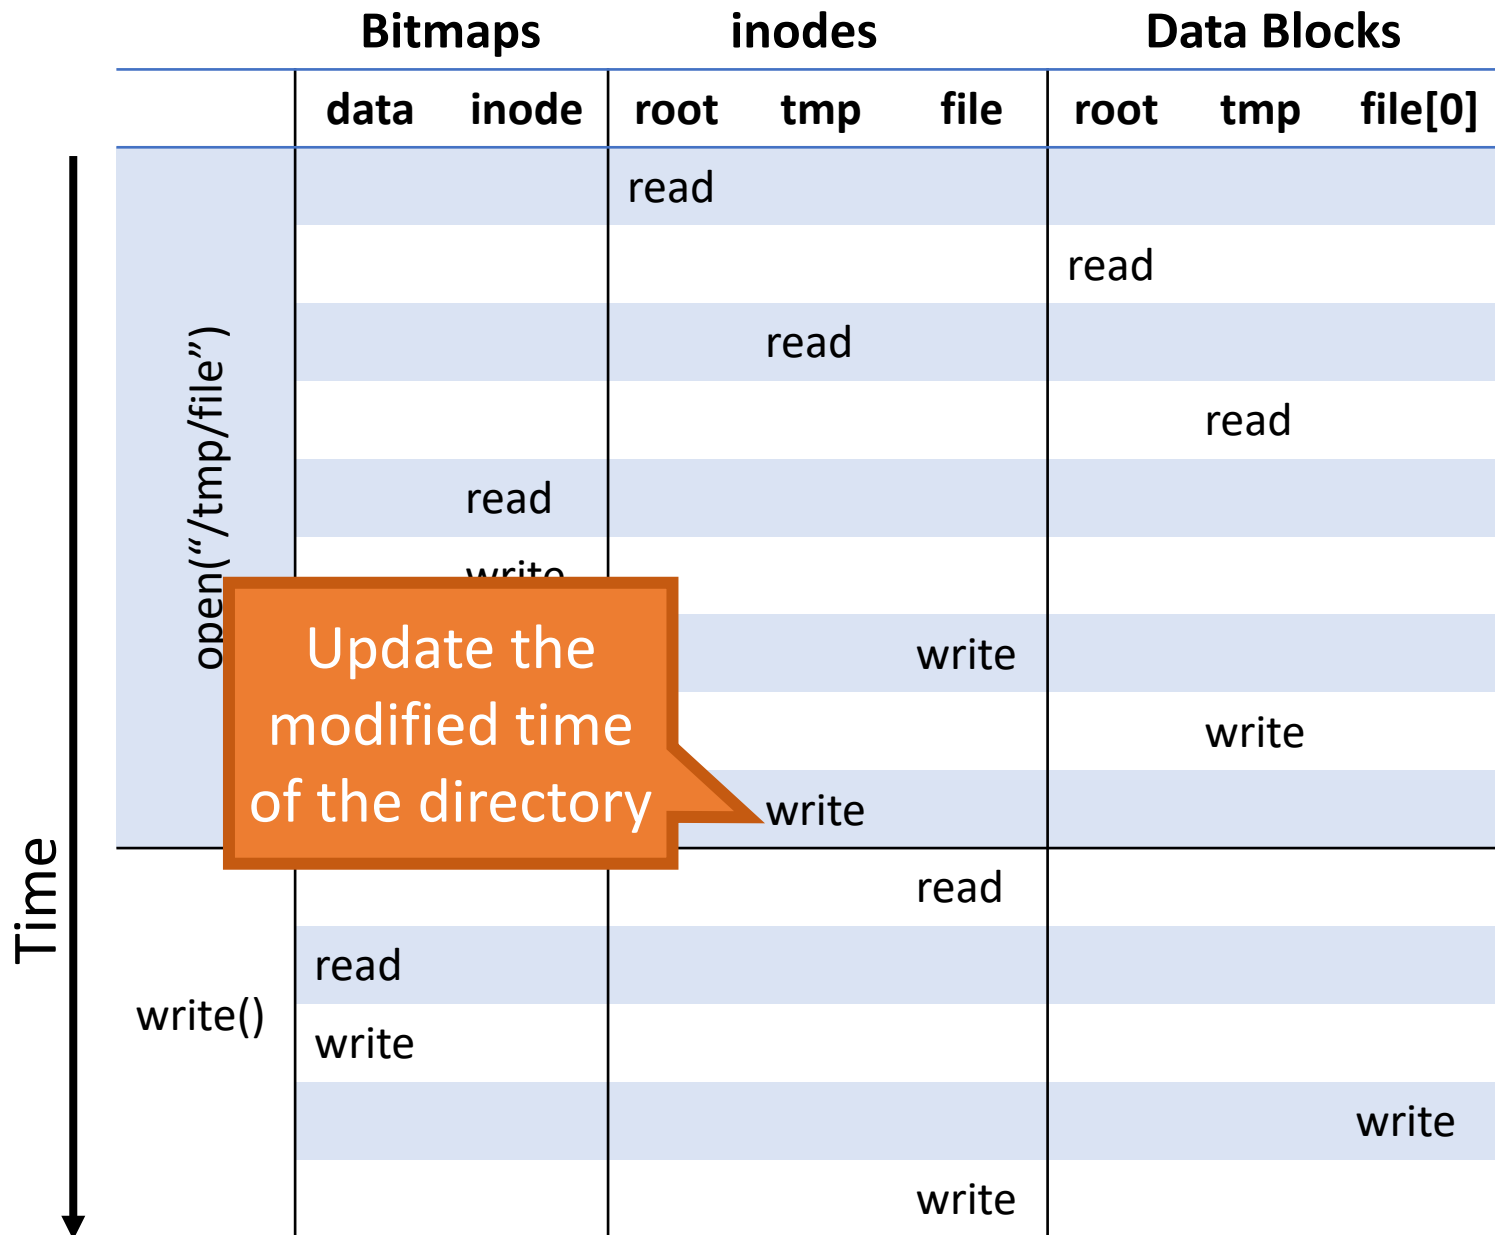 Bitmaps inodes Data Blocks
data inode root tmp file root tmp file[0]
read
read
read
open(“/tmp/file”)
read
read
write
Update the
modified time
of the directory
write
write
write
Time
read
read
write()
write
write
write